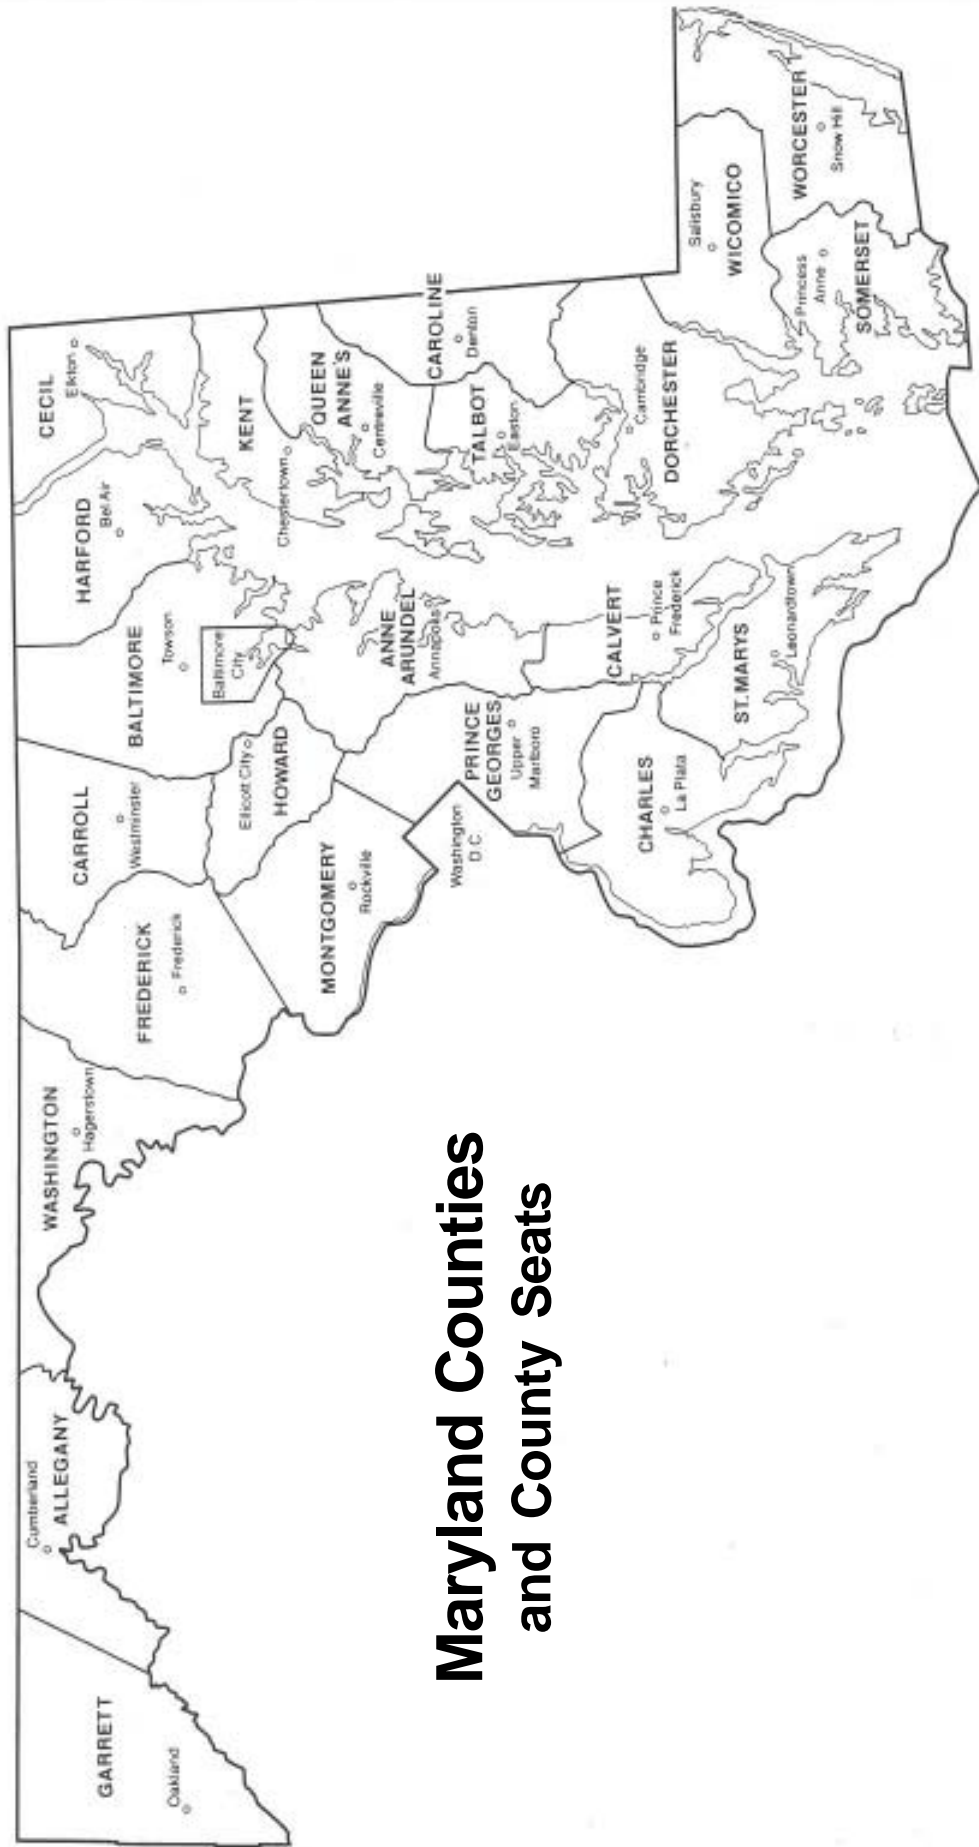 Maryland Counties
and County Seats
GARRETT
Oakland
Cumberland
ALLEGANY
WASHINGTON
Hagerstown
FREDERICK
Frederick
CARROLL
Westminster
BALTIMORE
Towson
Baltimore
City
HARFORD
Bel Air
CECIL
Elkton
KENT
Chestertown
QUEEN
ANNE'S
Centreville
CAROLINE
Denton
TALBOT
Easton
DORCHESTER
Cambridge
Salisbury
WICOMICO
WORCESTER
Snow Hill
Princess
Anne
SOMERSET
Ellicott City
HOWARD
MONTGOMERY
Rockville
ANNE
ARUNDEL
Annapolis
PRINCE
GEORGES
Upper
Marlboro
Washington
D.C.
CALVERT
Prince
Frederick
CHARLES
La Plata
ST. MARYS
Leonardtown